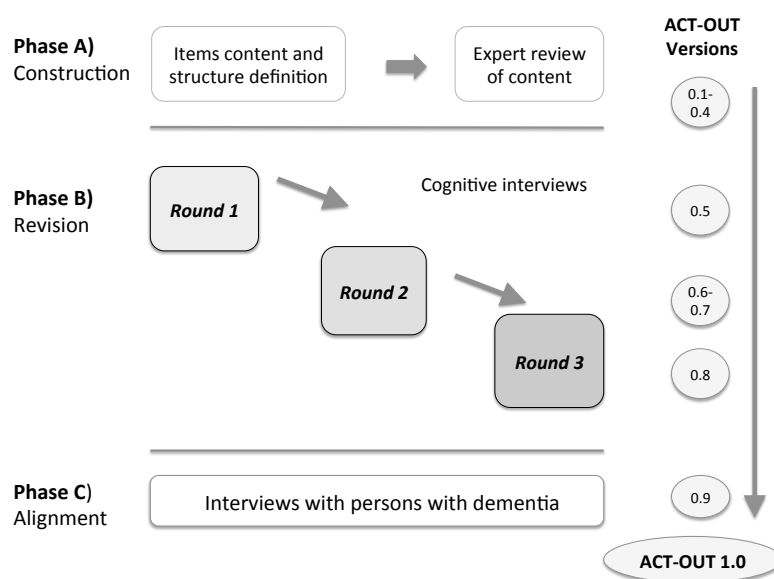 Phase A)
Construction
Items content and
structure definition
Expert review
of content
ACT-OUT
Versions
0.1-
0.4
Phase B)
Revision
Round 1
Cognitive interviews
0.5
Round 2
0.6-
0.7
Round 3
0.8
Phase C)
Alignment
Interviews with persons with dementia
0.9
ACT-OUT 1.0